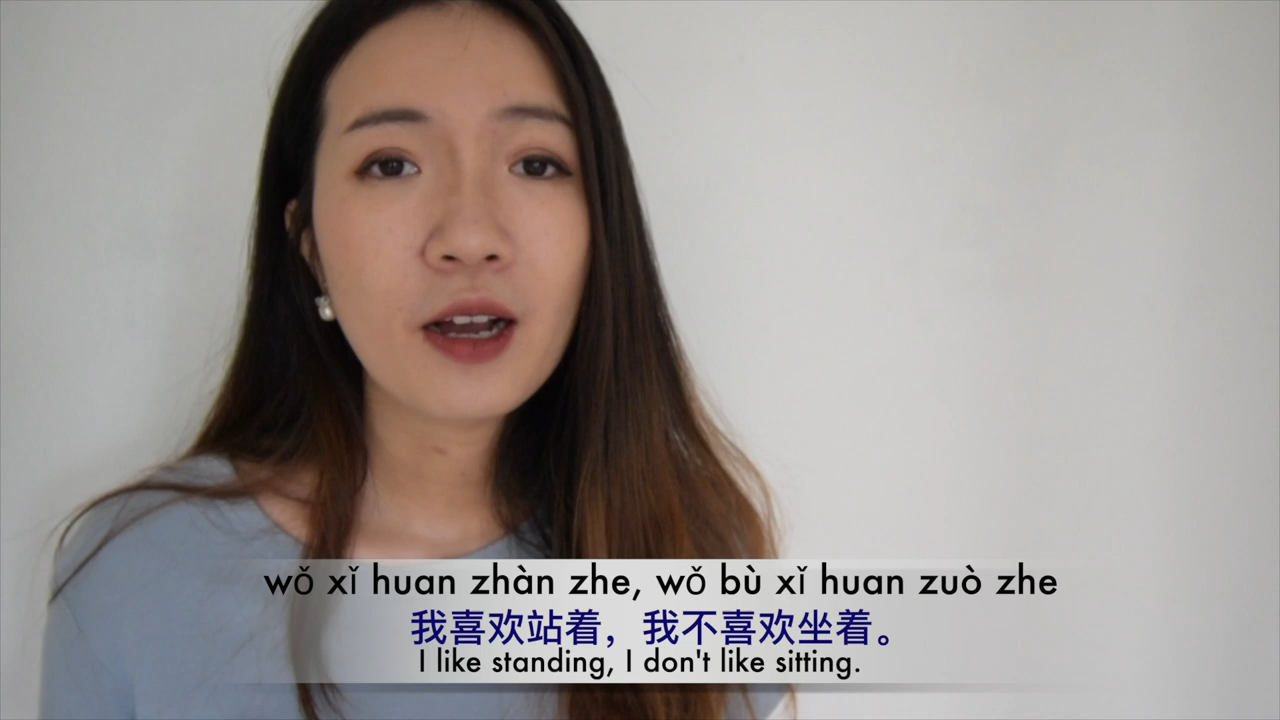 wǒ xǐ huan zhàn zhe, wǒ bù xǐ huan zuò zhe
我喜欢站着，我不喜欢坐着。
I like standing, I don't like sitting.